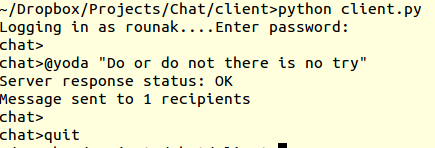 ~/Dropbox/Projects/Chat/client>python client.py
Logging in as rounak....Enter password:
chat>
chat>@yoda "Do or do not there is no try"
Server response status: OK
Message sent to 1 recipients
chat>
chat>quit